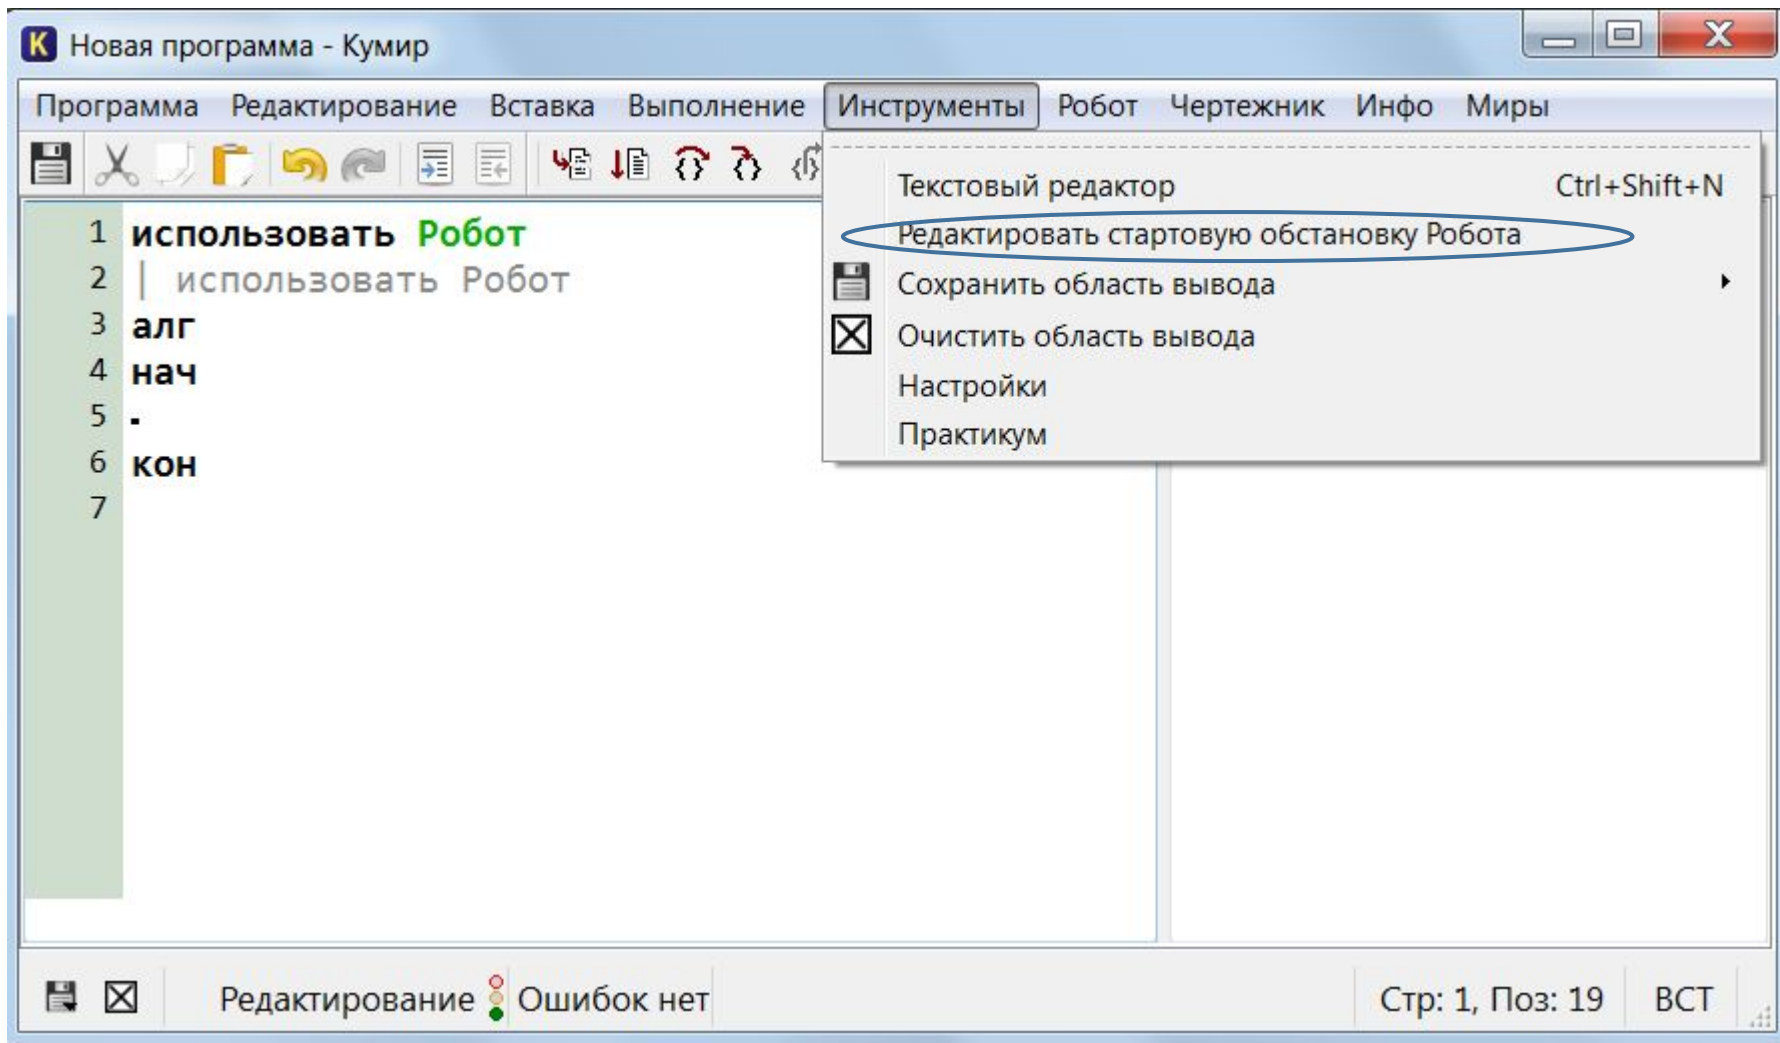 K Новая программа - Кумир
Программа Редактирование Вставка Выполнение Инструменты Робот Чертежник Инфо Миры
Текстовый редактор Ctrl+Shift+N
Редактировать стартовую обстановку Робота
Сохранить область вывода
Очистить область вывода
Настройки
Практикум
1 использовать Робот
2 | использовать Робот
3 алг
4 нач
5 .
6 кон
7
Редактирование Ошибок нет Стр: 1, Поз: 19 ВСТ